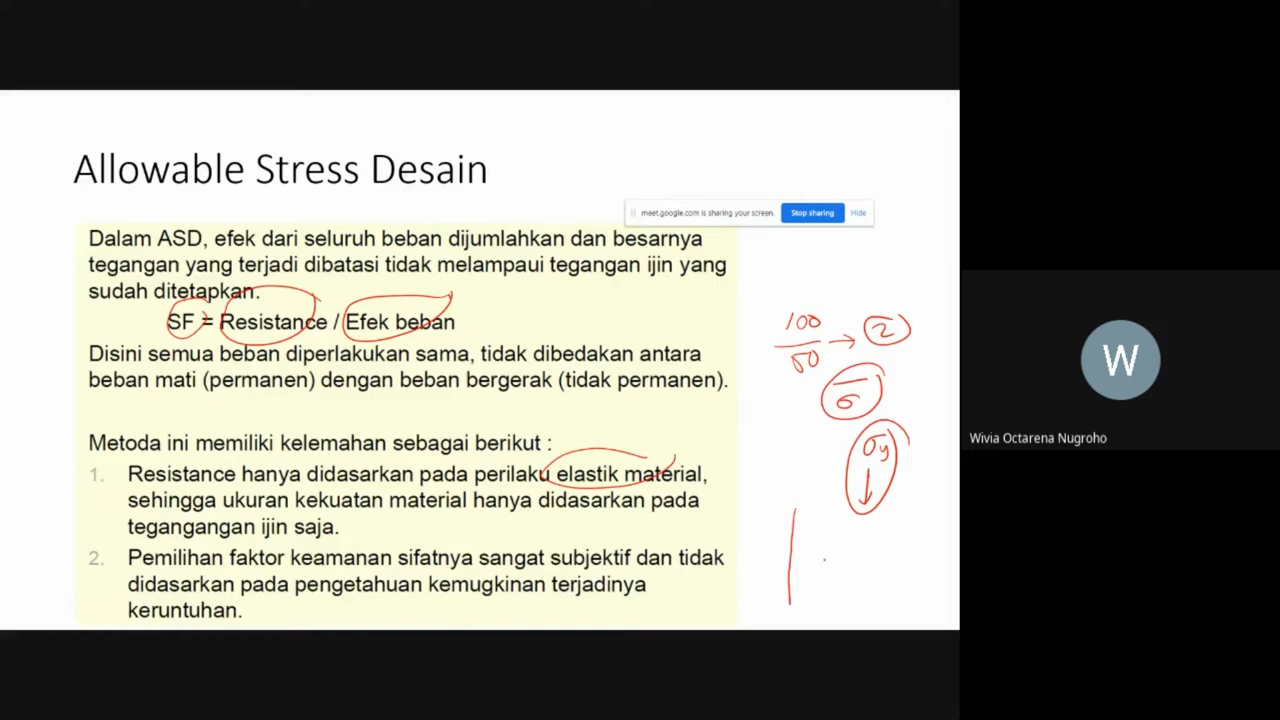 Allowable Stress Desain
meet.google.com is sharing your screen.
Stop sharing
Hide
Dalam ASD, efek dari seluruh beban dijumlahkan dan besarnya
tegangan yang terjadi dibatasi tidak melampaui tegangan ijin yang
sudah ditetapkan.
SF = Resistance / Efek beban
Disini semua beban diperlakukan sama, tidak dibedakan antara
beban mati (permanen) dengan beban bergerak (tidak permanen).
Metoda ini memiliki kelemahan sebagai berikut :
1. Resistance hanya didasarkan pada perilaku elastik material,
sehingga ukuran kekuatan material hanya didasarkan pada
tegangangan ijin saja.
2. Pemilihan faktor keamanan sifatnya sangat subjektif dan tidak
didasarkan pada pengetahuan kemugkinan terjadinya
keruntuhan.
100
50 → 2
σ̅
σy
↓
W
Wivia Octarena Nugroho